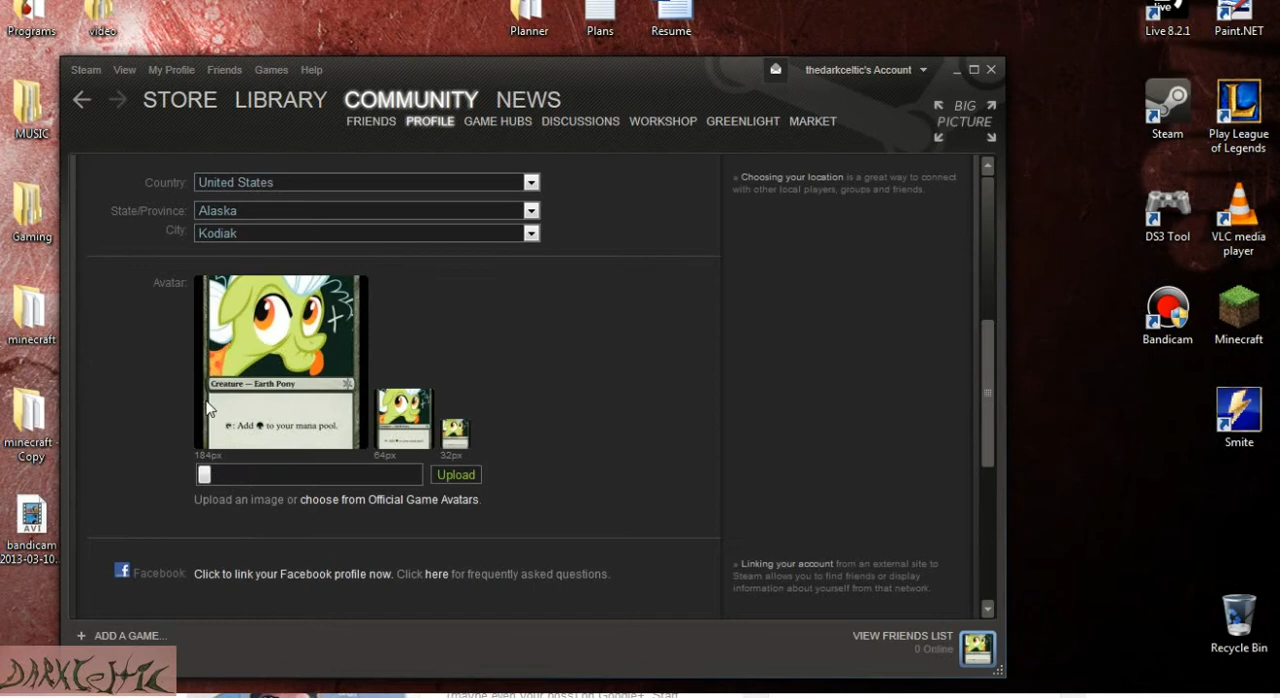 Programs
video
Planner
Plans
Resume
live
Live 8.2.1
Paint.NET
Steam View My Profile Friends Games Help
thedarkceltic's Account
STORE LIBRARY COMMUNITY NEWS
BIG PICTURE
FRIENDS PROFILE GAME HUBS DISCUSSIONS WORKSHOP GREENLIGHT MARKET
MUSIC
Steam
Play League of Legends
Country: United States
» Choosing your location is a great way to connect
with other local players, groups and friends.
State/Province: Alaska
City: Kodiak
Gaming
DS3 Tool
VLC media player
Avatar:
minecraft
Bandicam
Minecraft
Creature — Earth Pony
: Add to your mana pool.
184px 64px 32px
minecraft - Copy
Smite
Upload
Upload an image or choose from Official Game Avatars.
AVI
bandicam
2013-03-10...
Facebook: Click to link your Facebook profile now. Click here for frequently asked questions.
» Linking your account from an external site to
Steam allows you to find friends or display
information about yourself from that network.
+ ADD A GAME...
VIEW FRIENDS LIST
0 Online
Recycle Bin
DARKCELTIC